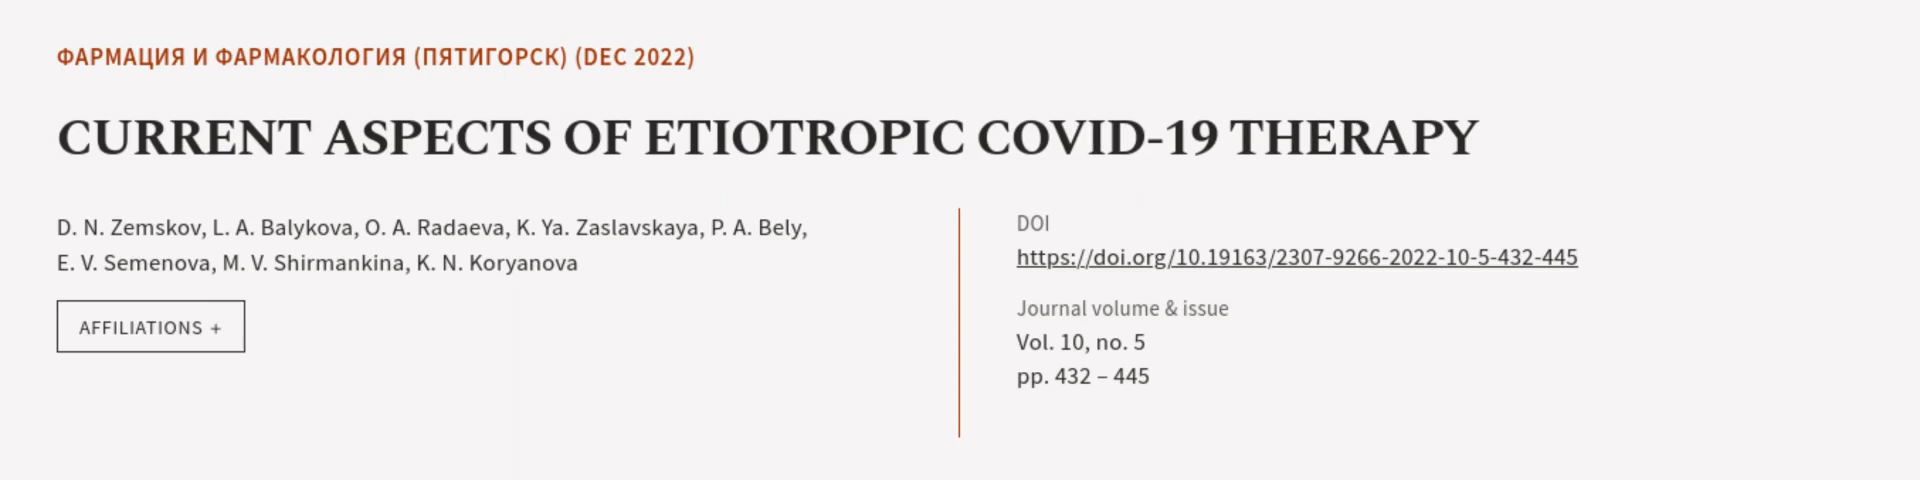 ФАРМАЦИЯ И ФАРМАКОЛОГИЯ (ПЯТИГОРСК) (DEC 2022)
CURRENT ASPECTS OF ETIOTROPIC COVID-19 THERAPY
D. N. Zemskov, L. A. Balykova, O. A. Radaeva, K. Ya. Zaslavskaya, P. A. Bely,
E. V. Semenova, M. V. Shirmankina, K. N. Koryanova
AFFILIATIONS +
DOI
https://doi.org/10.19163/2307-9266-2022-10-5-432-445
Journal volume & issue
Vol. 10, no. 5
pp. 432 – 445